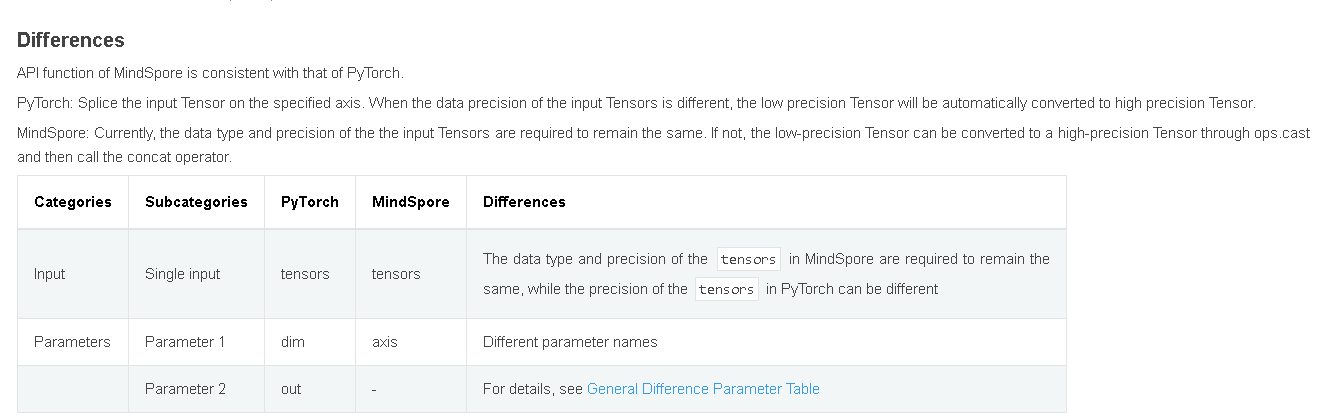 Differences
API function of MindSpore is consistent with that of PyTorch.
PyTorch: Splice the input Tensor on the specified axis. When the data precision of the input Tensors is different, the low precision Tensor will be automatically converted to high precision Tensor.
MindSpore: Currently, the data type and precision of the the input Tensors are required to remain the same. If not, the low-precision Tensor can be converted to a high-precision Tensor through ops.cast
and then call the concat operator.
Categories Subcategories PyTorch MindSpore Differences
Input Single input tensors tensors The data type and precision of the tensors in MindSpore are required to remain the
same, while the precision of the tensors in PyTorch can be different
Parameters Parameter 1 dim axis Different parameter names
Parameter 2 out - For details, see General Difference Parameter Table